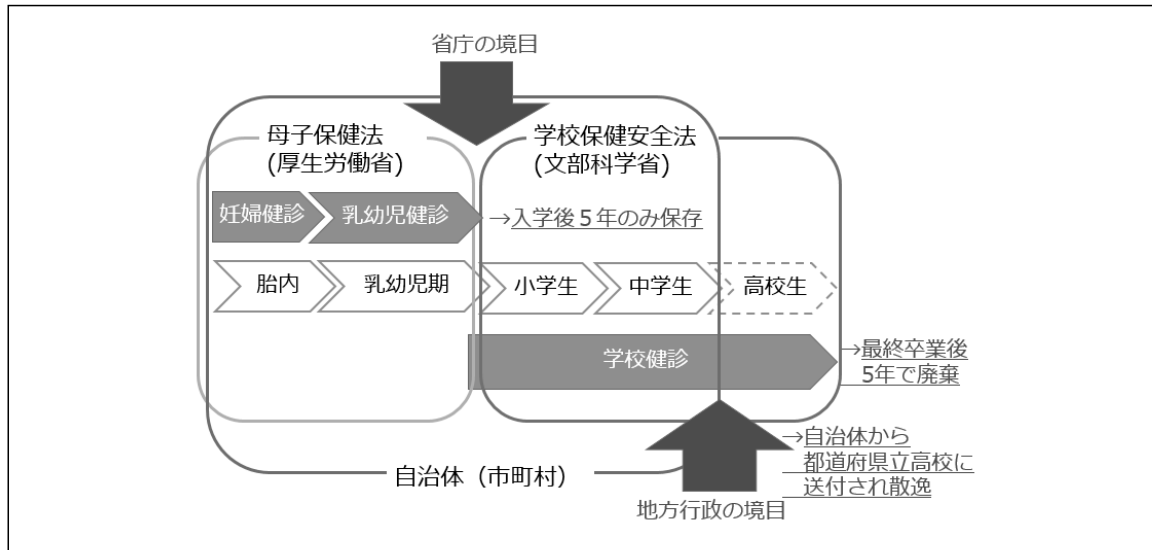 省庁の境目
母子保健法
(厚生労働省)
学校保健安全法
(文部科学省)
妊婦健診
乳幼児健診
→入学後5年のみ保存
胎内
乳幼児期
小学生
中学生
高校生
学校健診
→最終卒業後
5年で廃棄
→自治体から
都道府県立高校に
送付され散逸
自治体（市町村）
地方行政の境目